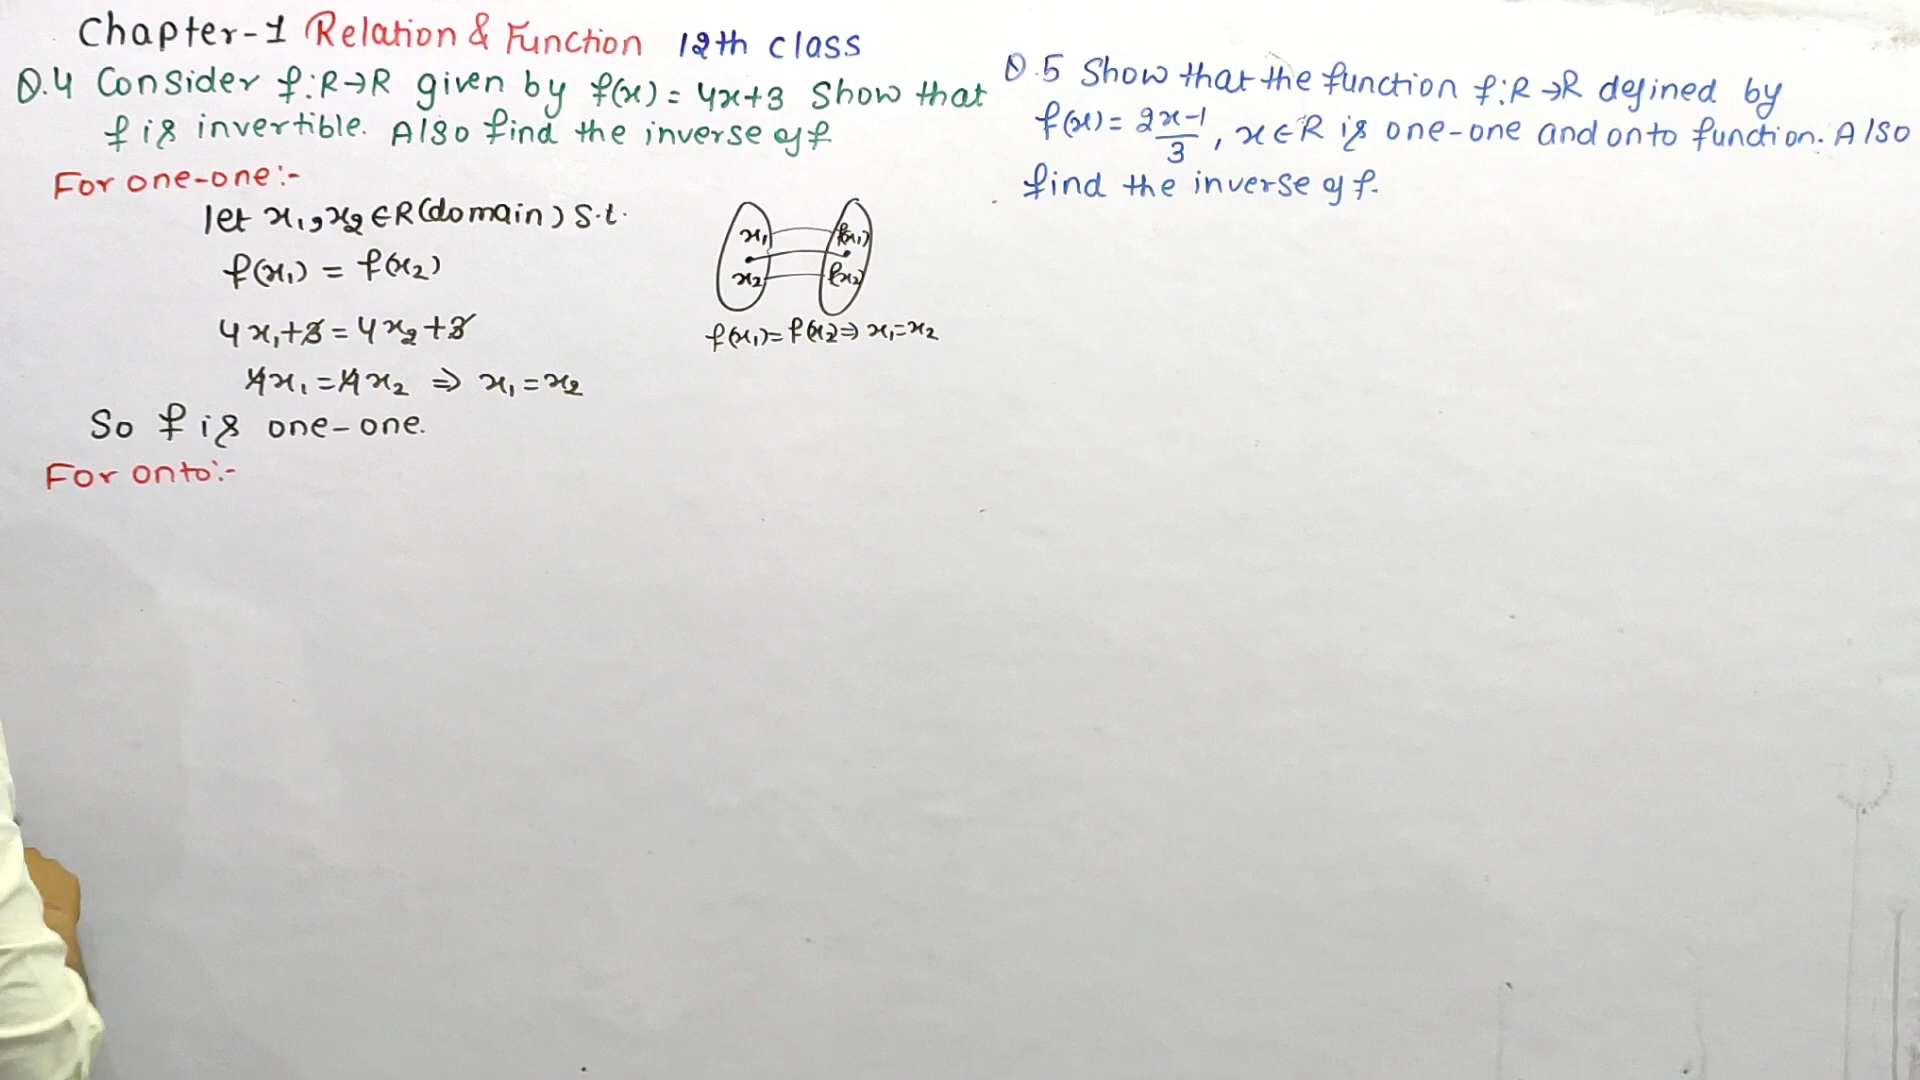 Chapter-1 Relation & Function 12th class
Q.4 Consider f:R→R given by f(x) = 4x+3 Show that
f is invertible. Also find the inverse of f
For one-one:-
let x₁,x₂ ∈ R (domain) s.t.
f(x₁) = f(x₂)
4x₁+3 = 4x₂+3
4x₁ = 4x₂ ⇒ x₁ = x₂
So f is one-one.
For onto:-
x₁ f(x₁)
x₂ f(x₂)
f(x₁) = f(x₂) ⇒ x₁ = x₂
Q.5 Show that the function f:R→R defined by
f(x) = 2x-1/3, x∈R is one-one and onto function. Also
find the inverse of f.